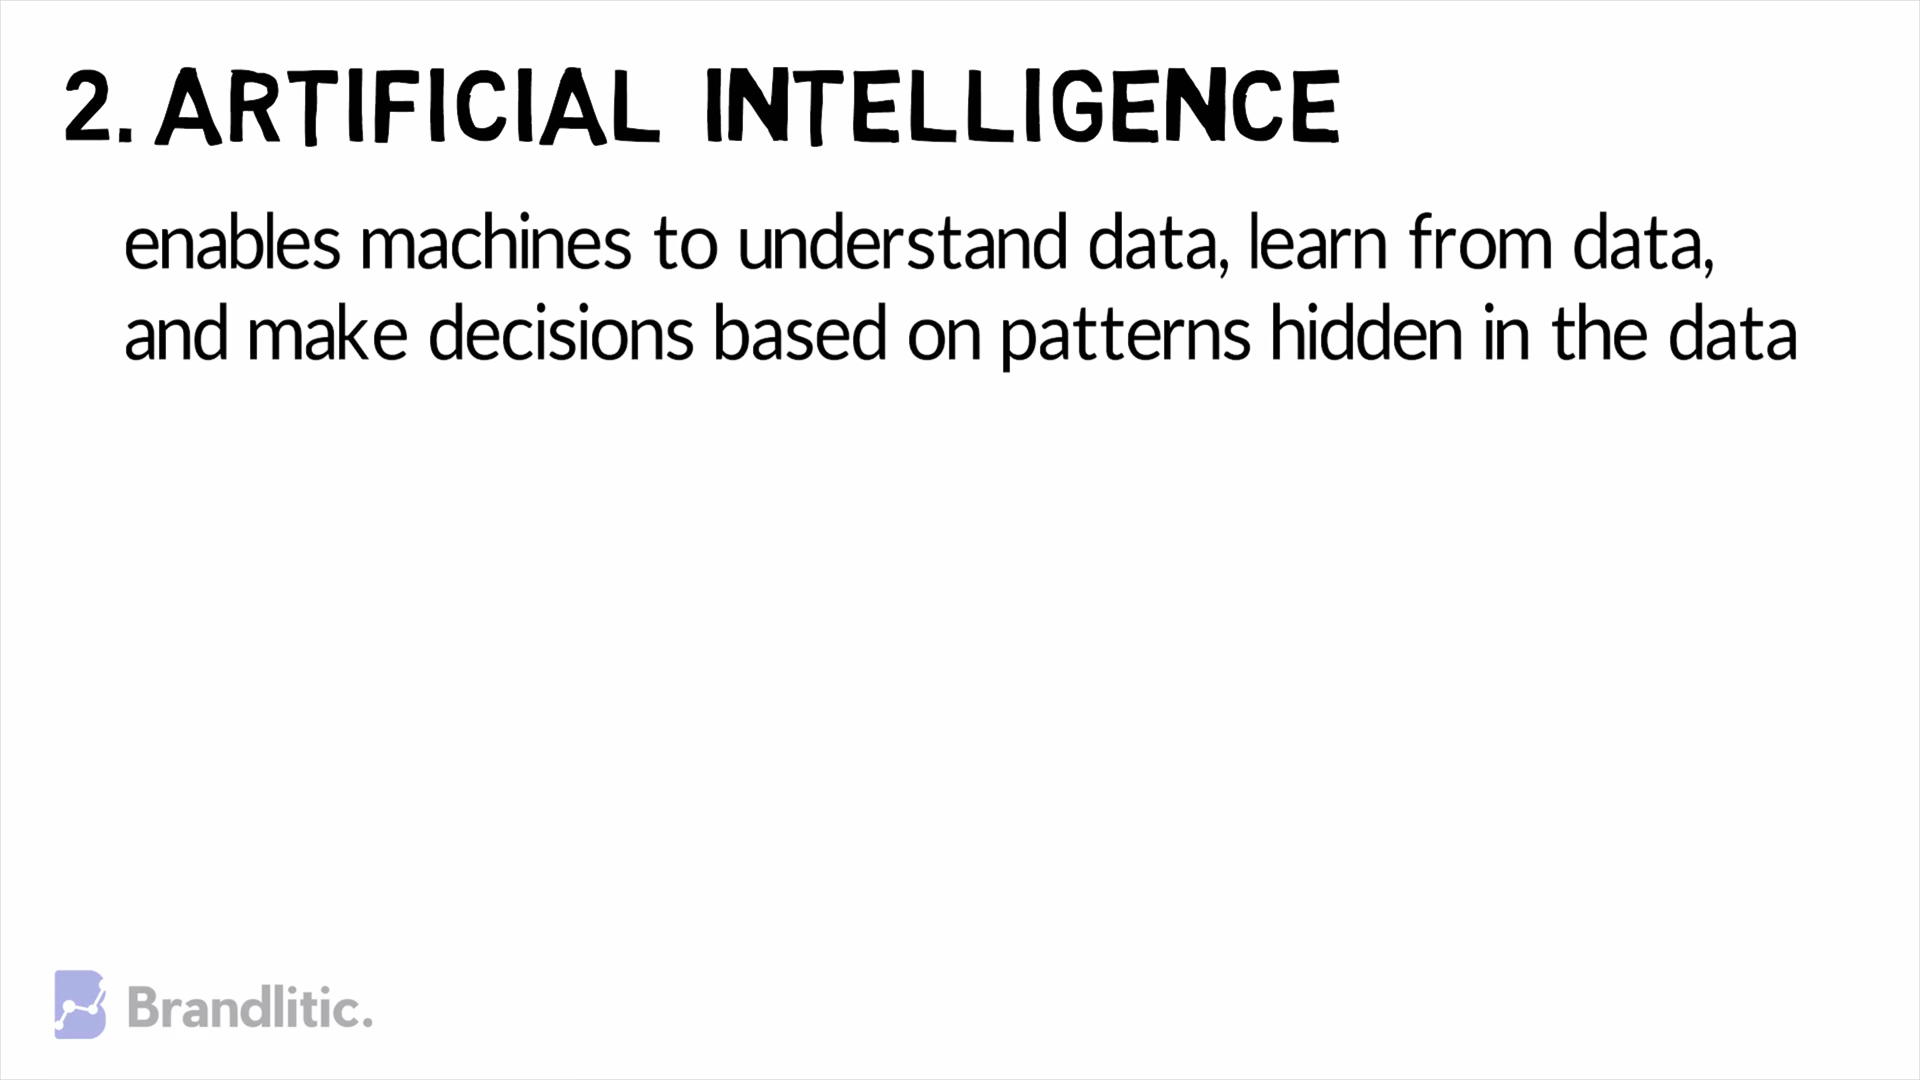 2. ARTIFICIAL INTELLIGENCE
enables machines to understand data, learn from data,
and make decisions based on patterns hidden in the data
Brandlitic.